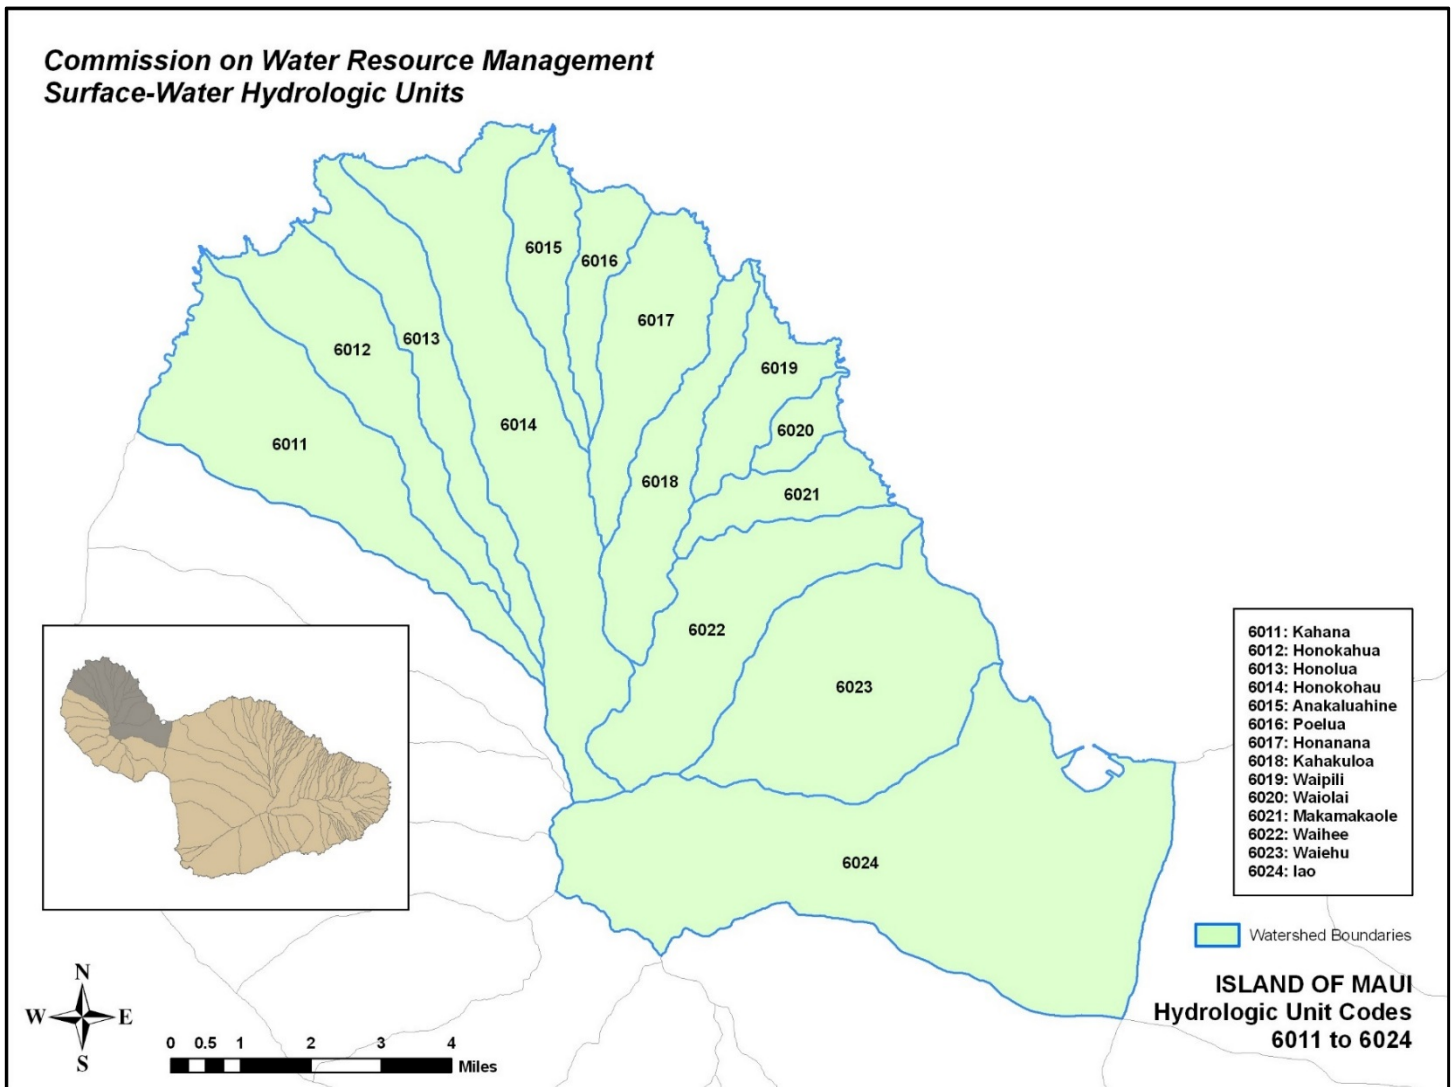 Commission on Water Resource Management
Surface-Water Hydrologic Units
6015
6016
6017
6013
6012
6019
6014
6020
6011
6018
6021
6022
6023
6024
6011: Kahana
6012: Honokahua
6013: Honolua
6014: Honokohau
6015: Anakaluahine
6016: Poelua
6017: Honanana
6018: Kahakuloa
6019: Waipili
6020: Waiolai
6021: Makamakaole
6022: Waihee
6023: Waiehu
6024: Iao
Watershed Boundaries
ISLAND OF MAUI
Hydrologic Unit Codes
6011 to 6024
N
W E
S
0 0.5 1 2 3 4
Miles